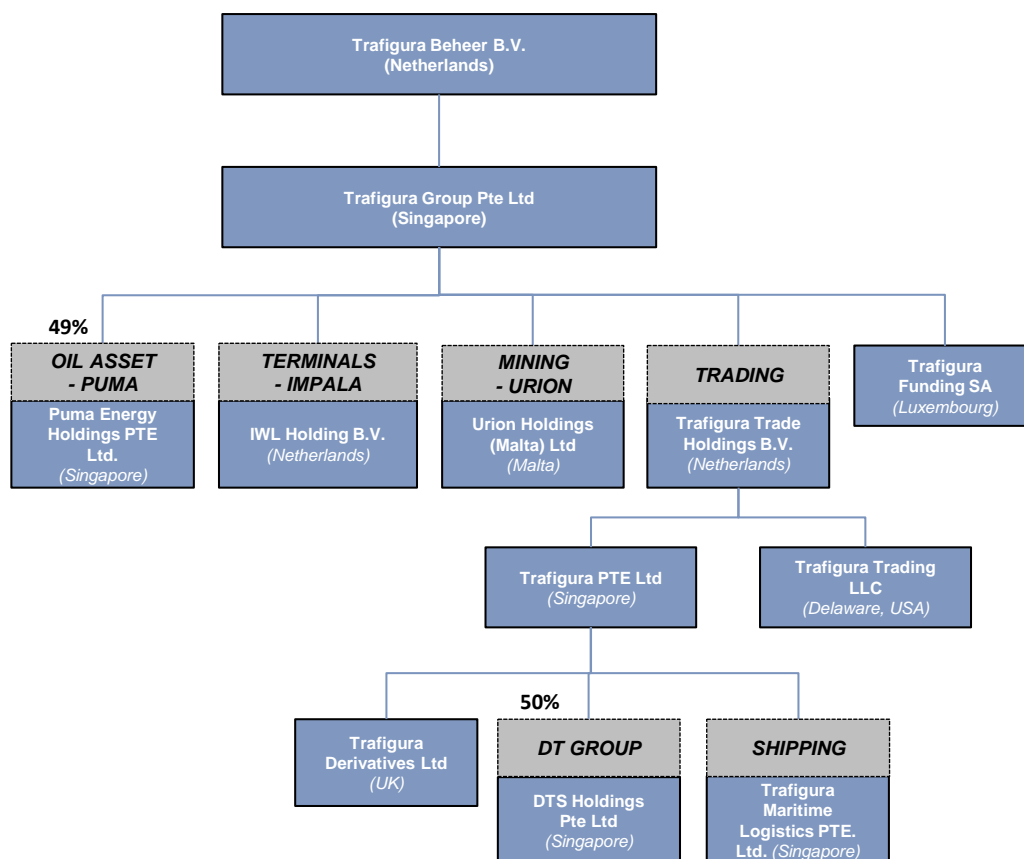 Trafigura Beheer B.V.
(Netherlands)
Trafigura Group Pte Ltd
(Singapore)
49%
OIL ASSET
- PUMA
Puma Energy
Holdings PTE
Ltd.
(Singapore)
TERMINALS
- IMPALA
IWL Holding B.V.
(Netherlands)
MINING
- URION
Urion Holdings
(Malta) Ltd
(Malta)
TRADING
Trafigura Trade
Holdings B.V.
(Netherlands)
Trafigura
Funding SA
(Luxembourg)
Trafigura PTE Ltd
(Singapore)
Trafigura Trading
LLC
(Delaware, USA)
Trafigura
Derivatives Ltd
(UK)
50%
DT GROUP
DTS Holdings
Pte Ltd
(Singapore)
SHIPPING
Trafigura
Maritime
Logistics PTE.
Ltd. (Singapore)